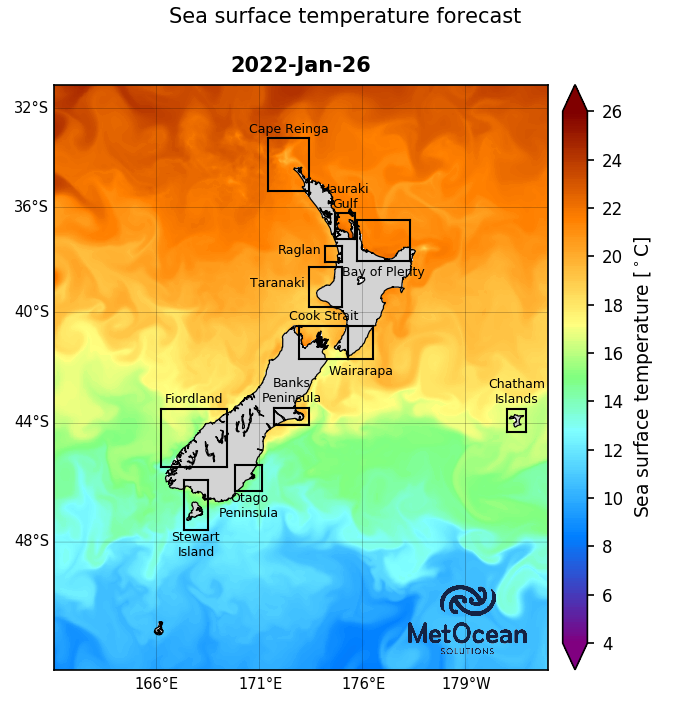 Sea surface temperature forecast
2022-Jan-26
32°S
36°S
40°S
44°S
48°S
Cape Reinga
Hauraki
Gulf
Raglan
Bay of Plenty
Taranaki
Cook Strait
Wairarapa
Banks
Peninsula
Chatham
Islands
Fiordland
Otago
Peninsula
Stewart
Island
MetOcean
SOLUTIONS
166°E
171°E
176°E
179°W
26
24
22
20
18
16
14
12
10
8
6
4
Sea surface temperature [°C]